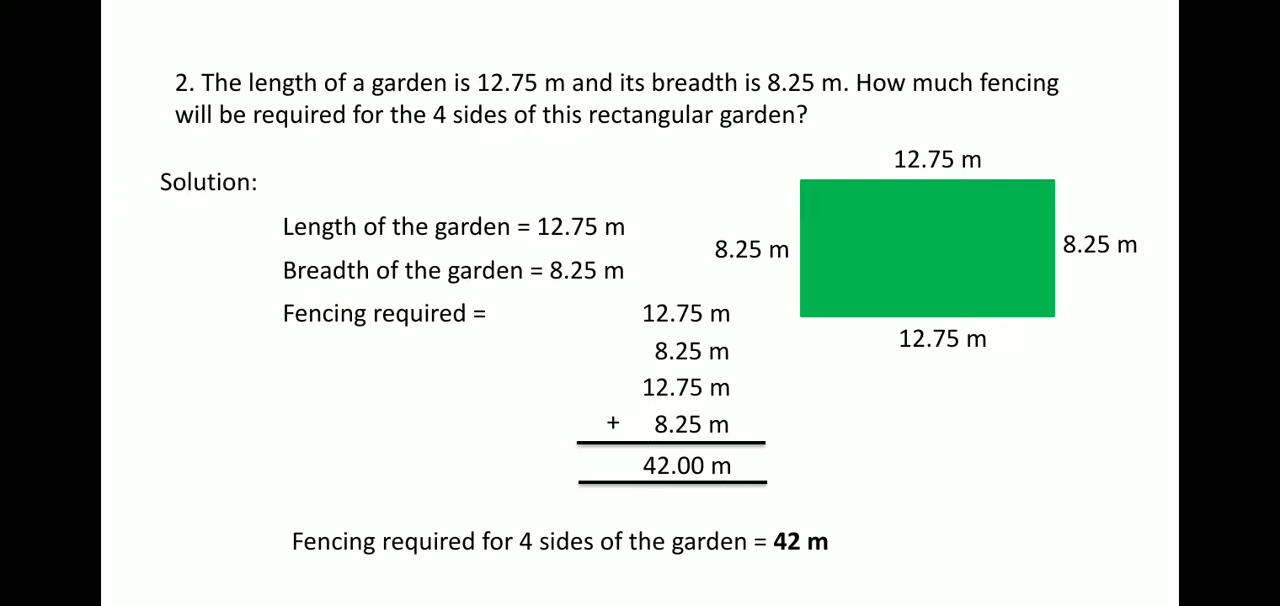 2. The length of a garden is 12.75 m and its breadth is 8.25 m. How much fencing
will be required for the 4 sides of this rectangular garden?
Solution:
Length of the garden = 12.75 m
Breadth of the garden = 8.25 m
Fencing required =
12.75 m
8.25 m
12.75 m
+ 8.25 m
42.00 m
12.75 m
8.25 m
8.25 m
12.75 m
Fencing required for 4 sides of the garden = 42 m